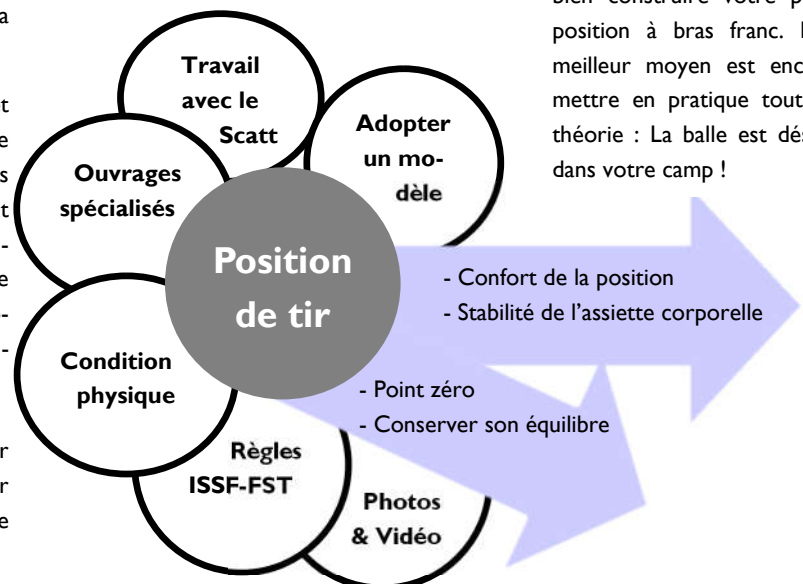 a
et
e
s
t
-
e
-
-
r
r
e
Travail
avec le
Scatt
Adopter
un mo-
dèle
Ouvrages
spécialisés
Position
de tir
Condition
physique
Règles
ISSF-FST
Photos
& Vidéo
- Confort de la position
- Stabilité de l’assiette corporelle
- Point zéro
- Conserver son équilibre
bien construire votre
position à bras franc.
meilleur moyen est
mettre en pratique tout
théorie : La balle est
dans votre camp !